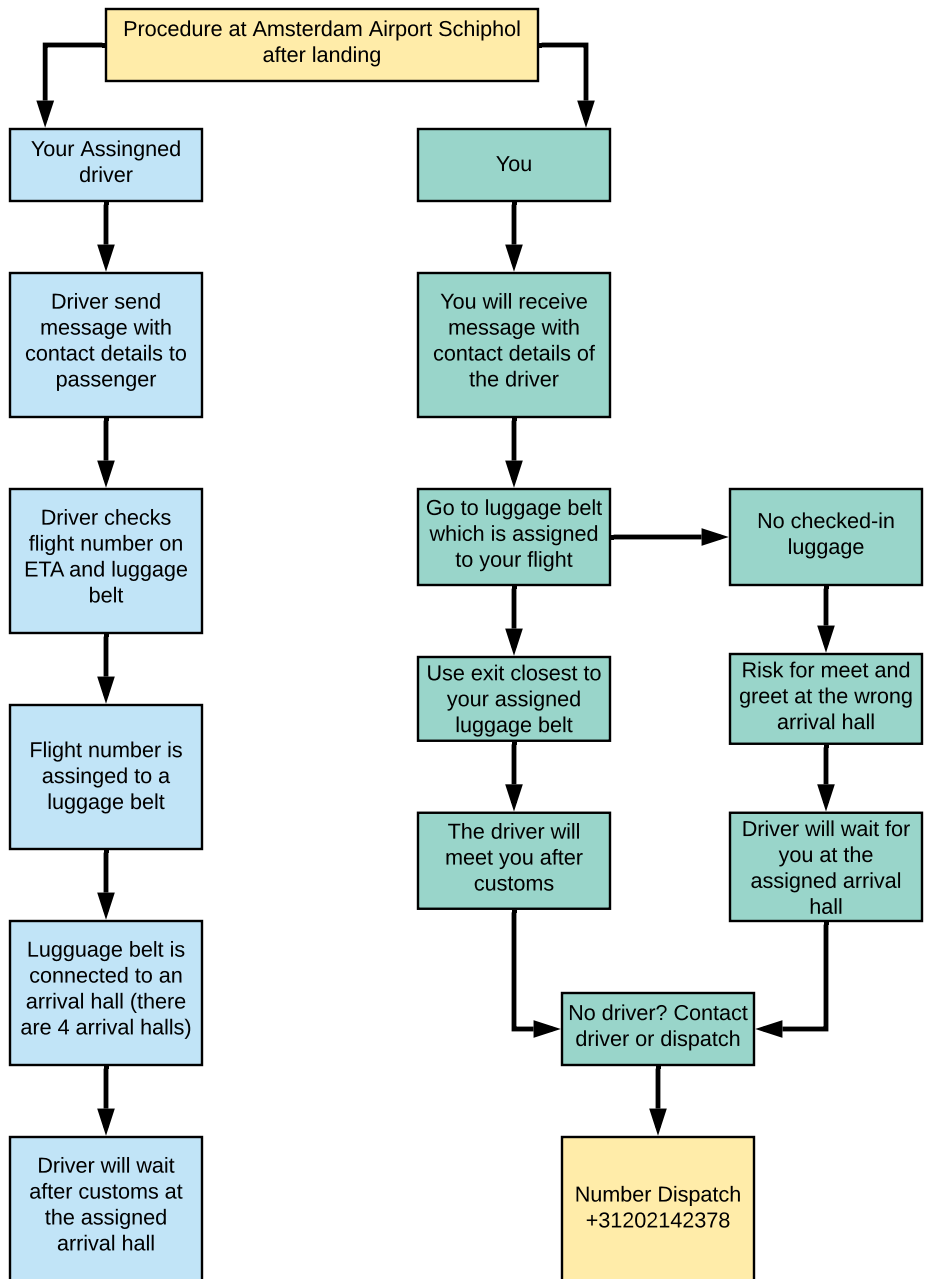 Procedure at Amsterdam Airport Schiphol
after landing
Your Assingned
driver
Driver send
message with
contact details to
passenger
Driver checks
flight number on
ETA and luggage
belt
Flight number is
assinged to a
luggage belt
Lugguage belt is
connected to an
arrival hall (there
are 4 arrival halls)
Driver will wait
after customs at
the assigned
arrival hall
You
You will receive
message with
contact details of
the driver
Go to luggage belt
which is assigned
to your flight
Use exit closest to
your assigned
luggage belt
The driver will
meet you after
customs
No checked-in
luggage
Risk for meet and
greet at the wrong
arrival hall
Driver will wait for
you at the
assigned arrival
hall
No driver? Contact
driver or dispatch
Number Dispatch
+31202142378